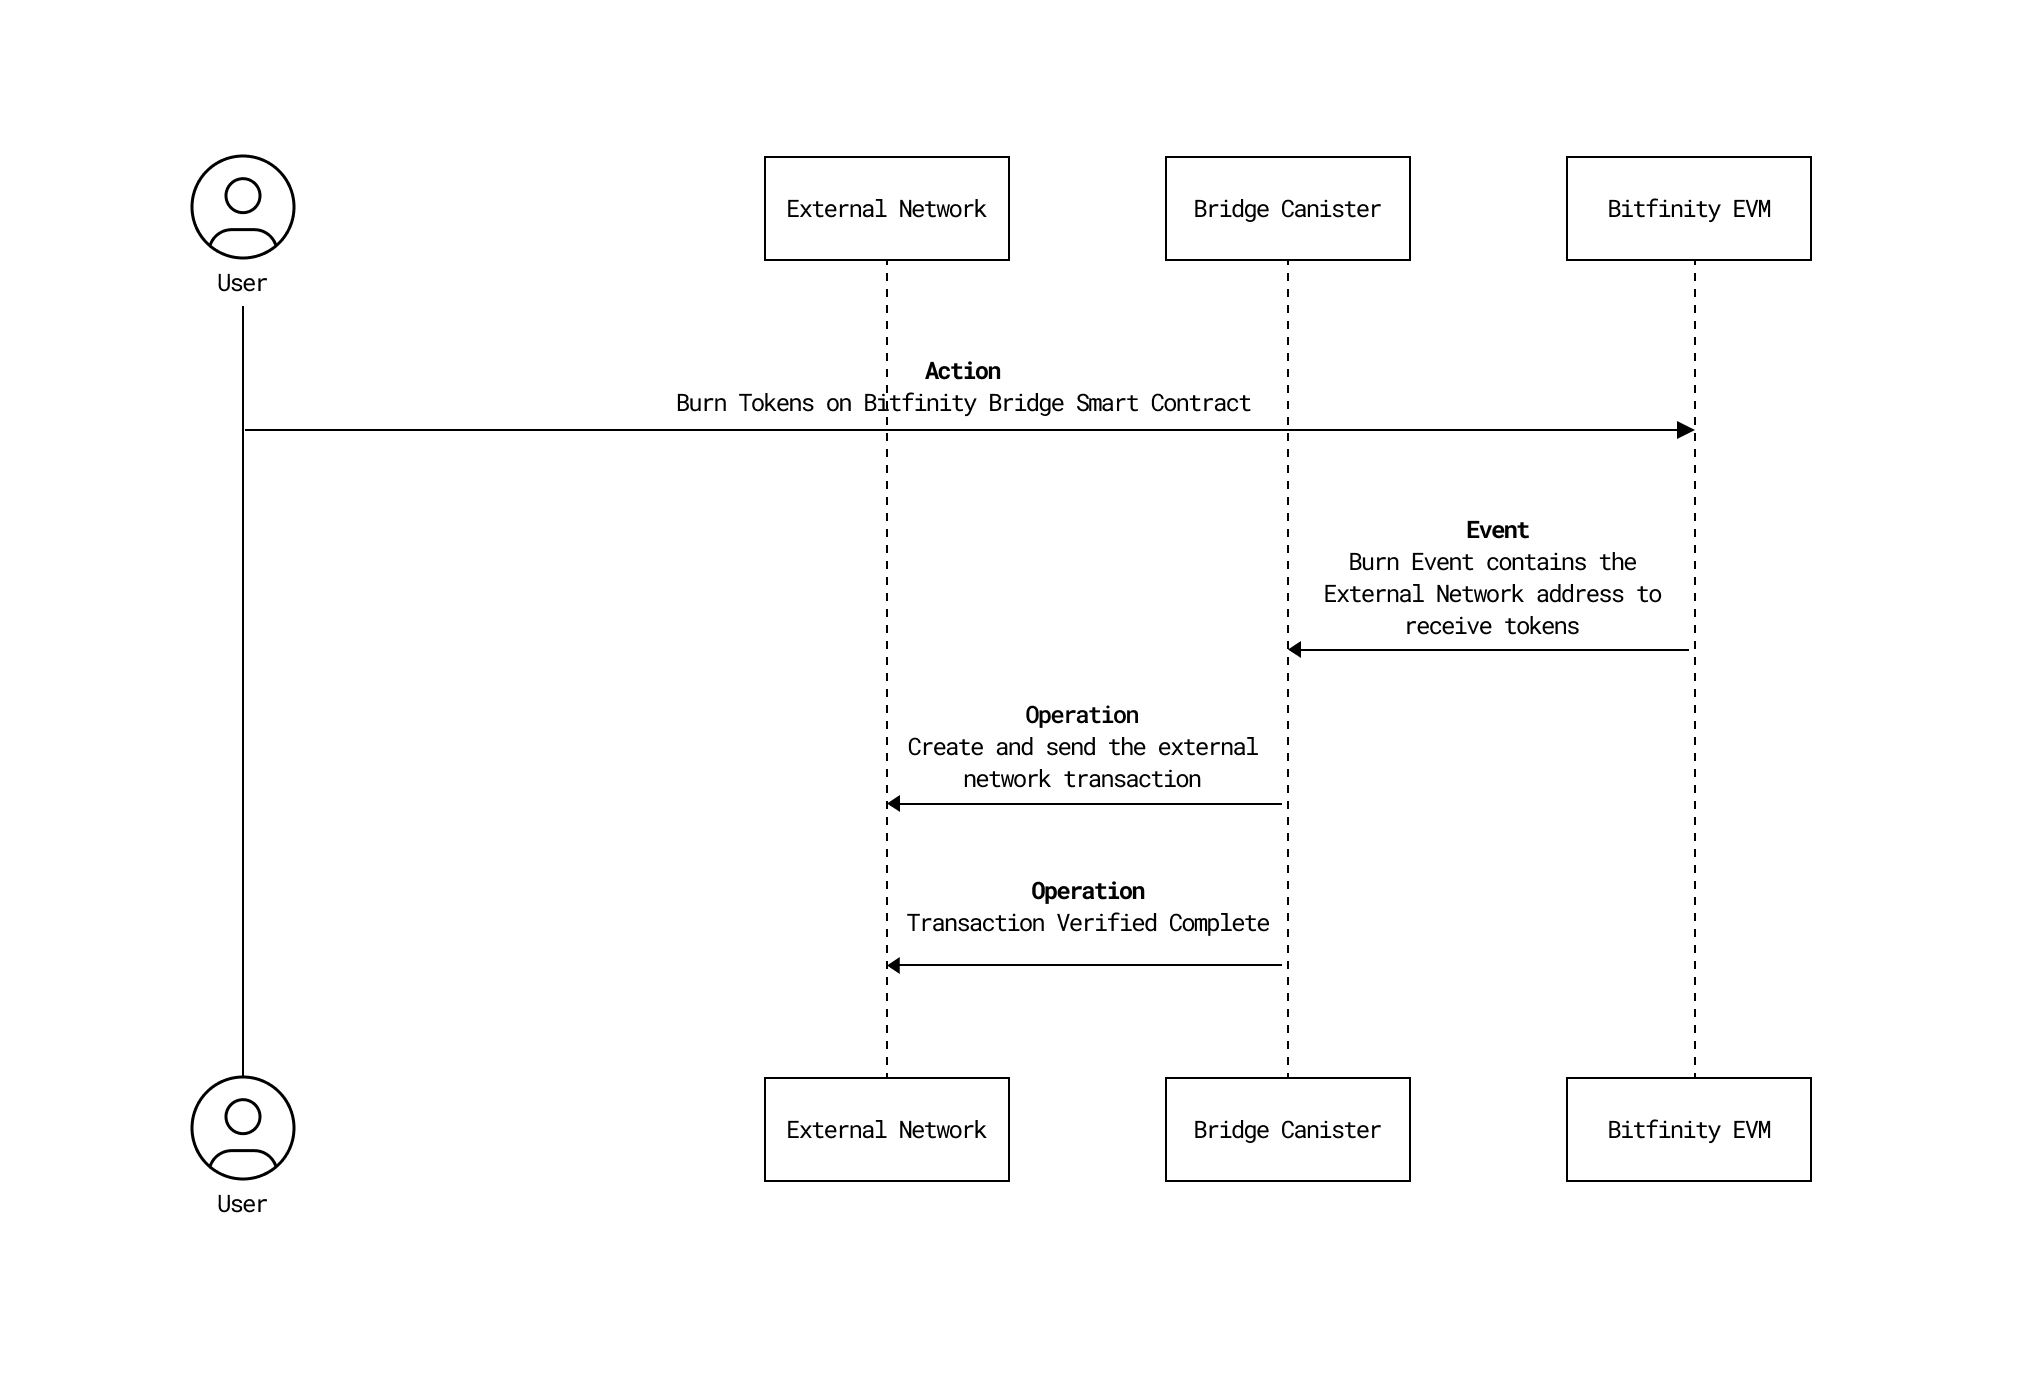 External Network
Bridge Canister
Bitfinity EVM
User
Action
Burn Tokens on Bitfinity Bridge Smart Contract
Event
Burn Event contains the
External Network address to
receive tokens
Operation
Create and send the external
network transaction
Operation
Transaction Verified Complete
External Network
Bridge Canister
Bitfinity EVM
User